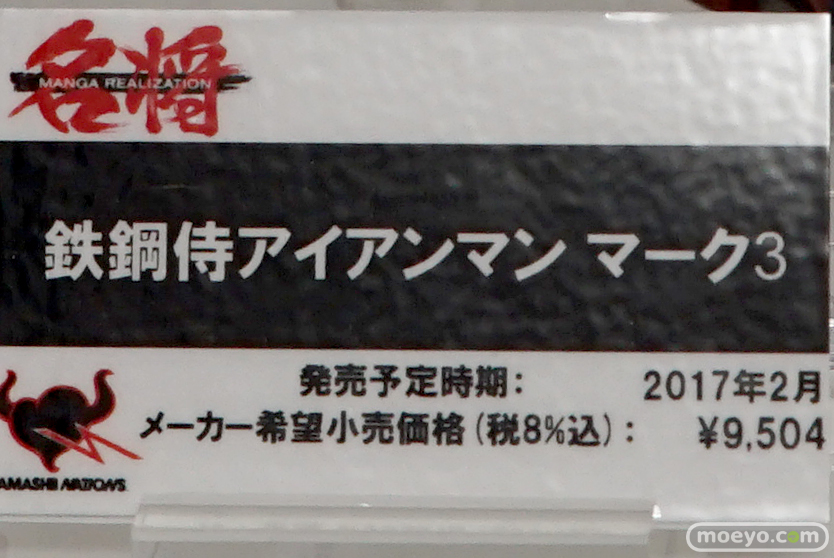 名将
MANGA REALIZATION
鉄鋼侍アイアンマン マーク3
発売予定時期： 2017年2月
メーカー希望小売価格（税8%込）： ¥9,504
AMASHII NATIONS
moeyo.com